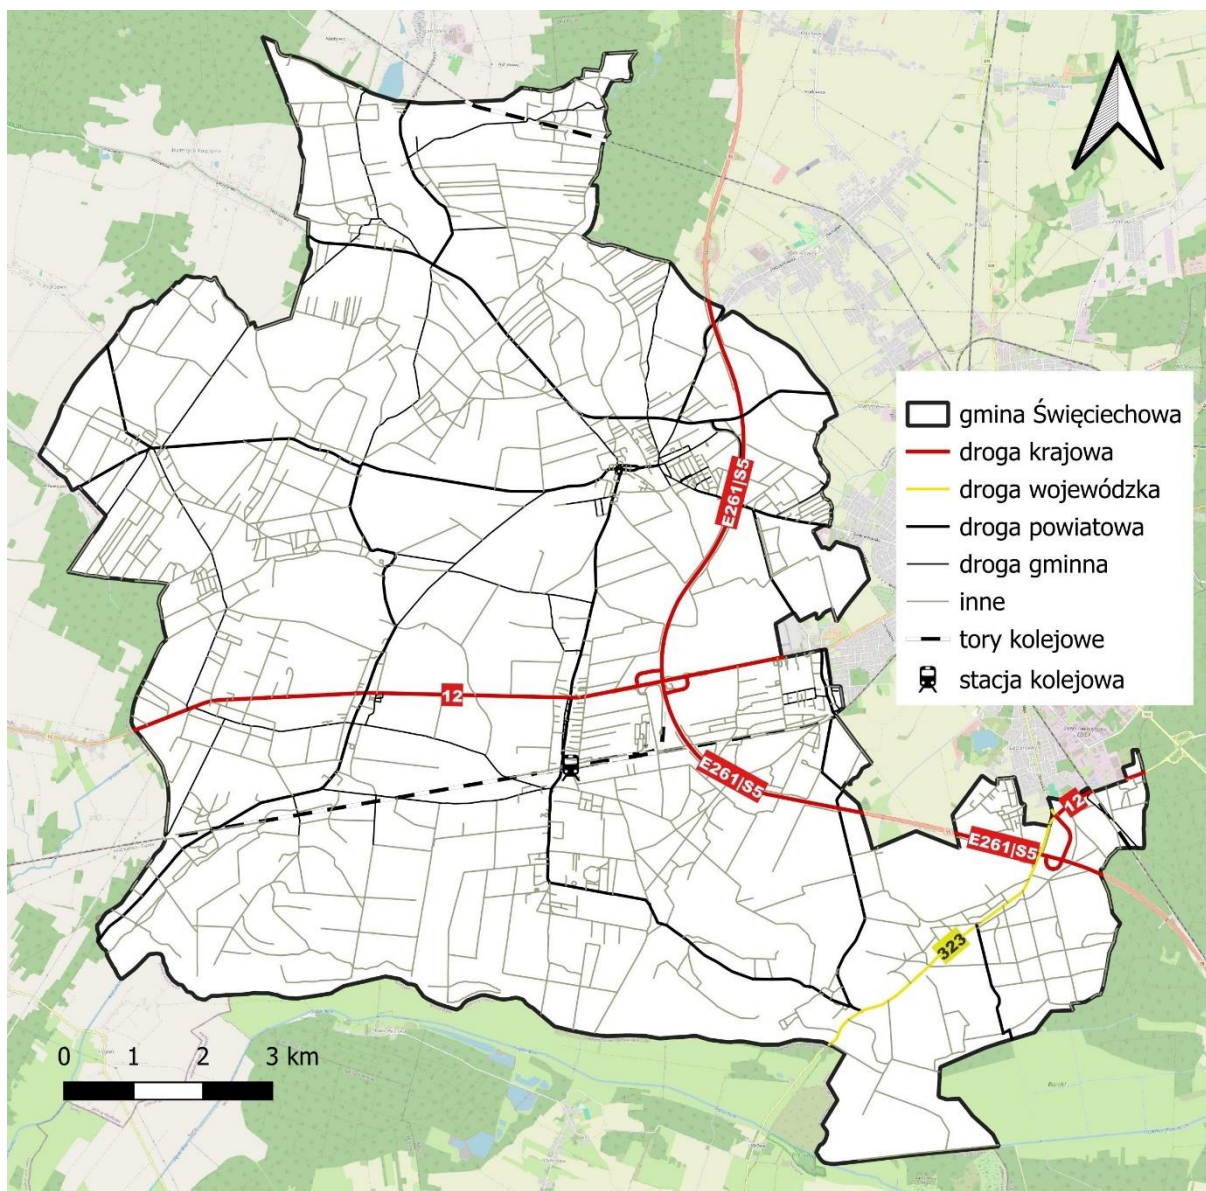 E261|S5
12
E261|S5
E261|S5
12
323
gmina Święciechowa
droga krajowa
droga wojewódzka
droga powiatowa
droga gminna
inne
tory kolejowe
stacja kolejowa
0 1 2 3 km